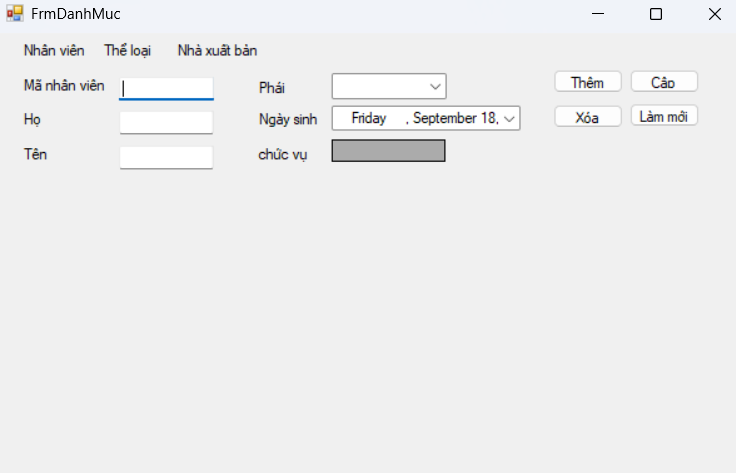 FrmDanhMuc
Nhân viên Thể loại Nhà xuất bản
Mã nhân viên Phái Thêm Cập
Họ Ngày sinh Friday , September 18, Xóa Làm mới
Tên chức vụ